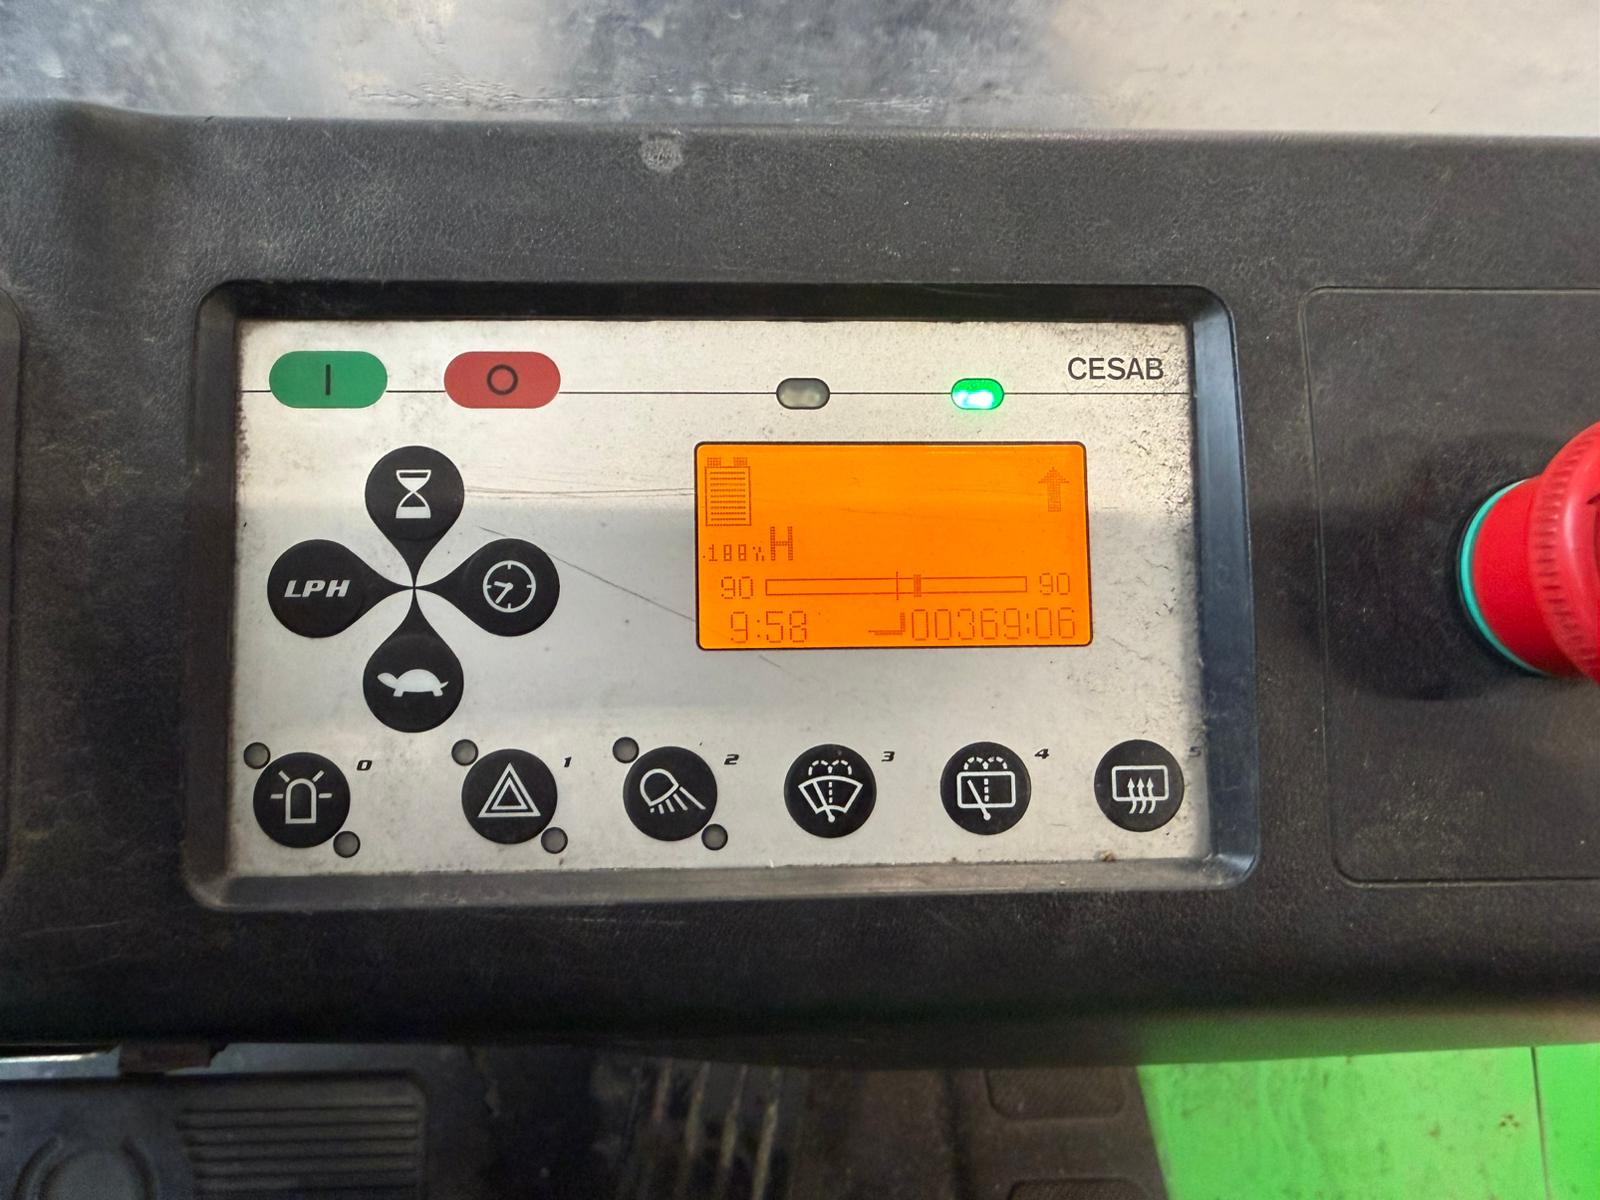 I O
CESAB
LPH
100% H
90 90
9:58 00369:06
0 1 2 3 4 5